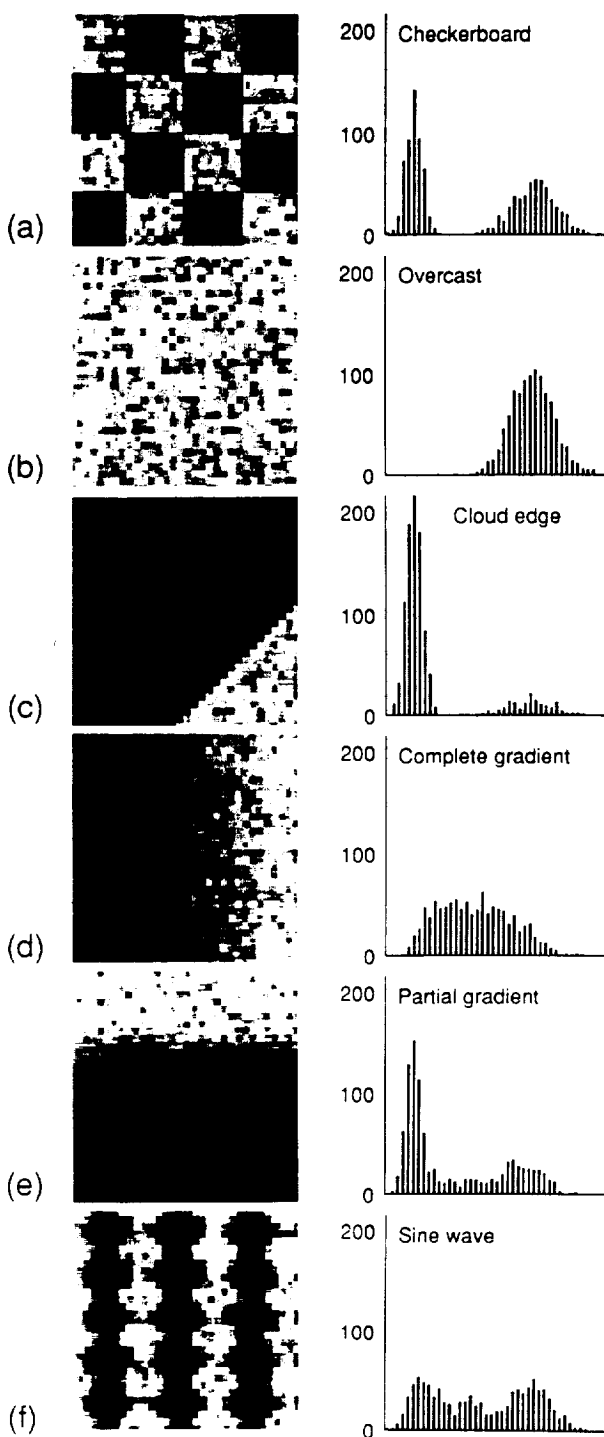 200 Checkerboard
100
(a) 0
200 Overcast
100
(b) 0
200 Cloud edge
100
(c) 0
200 Complete gradient
100
(d) 0
200 Partial gradient
100
(e) 0
200 Sine wave
100
(f) 0